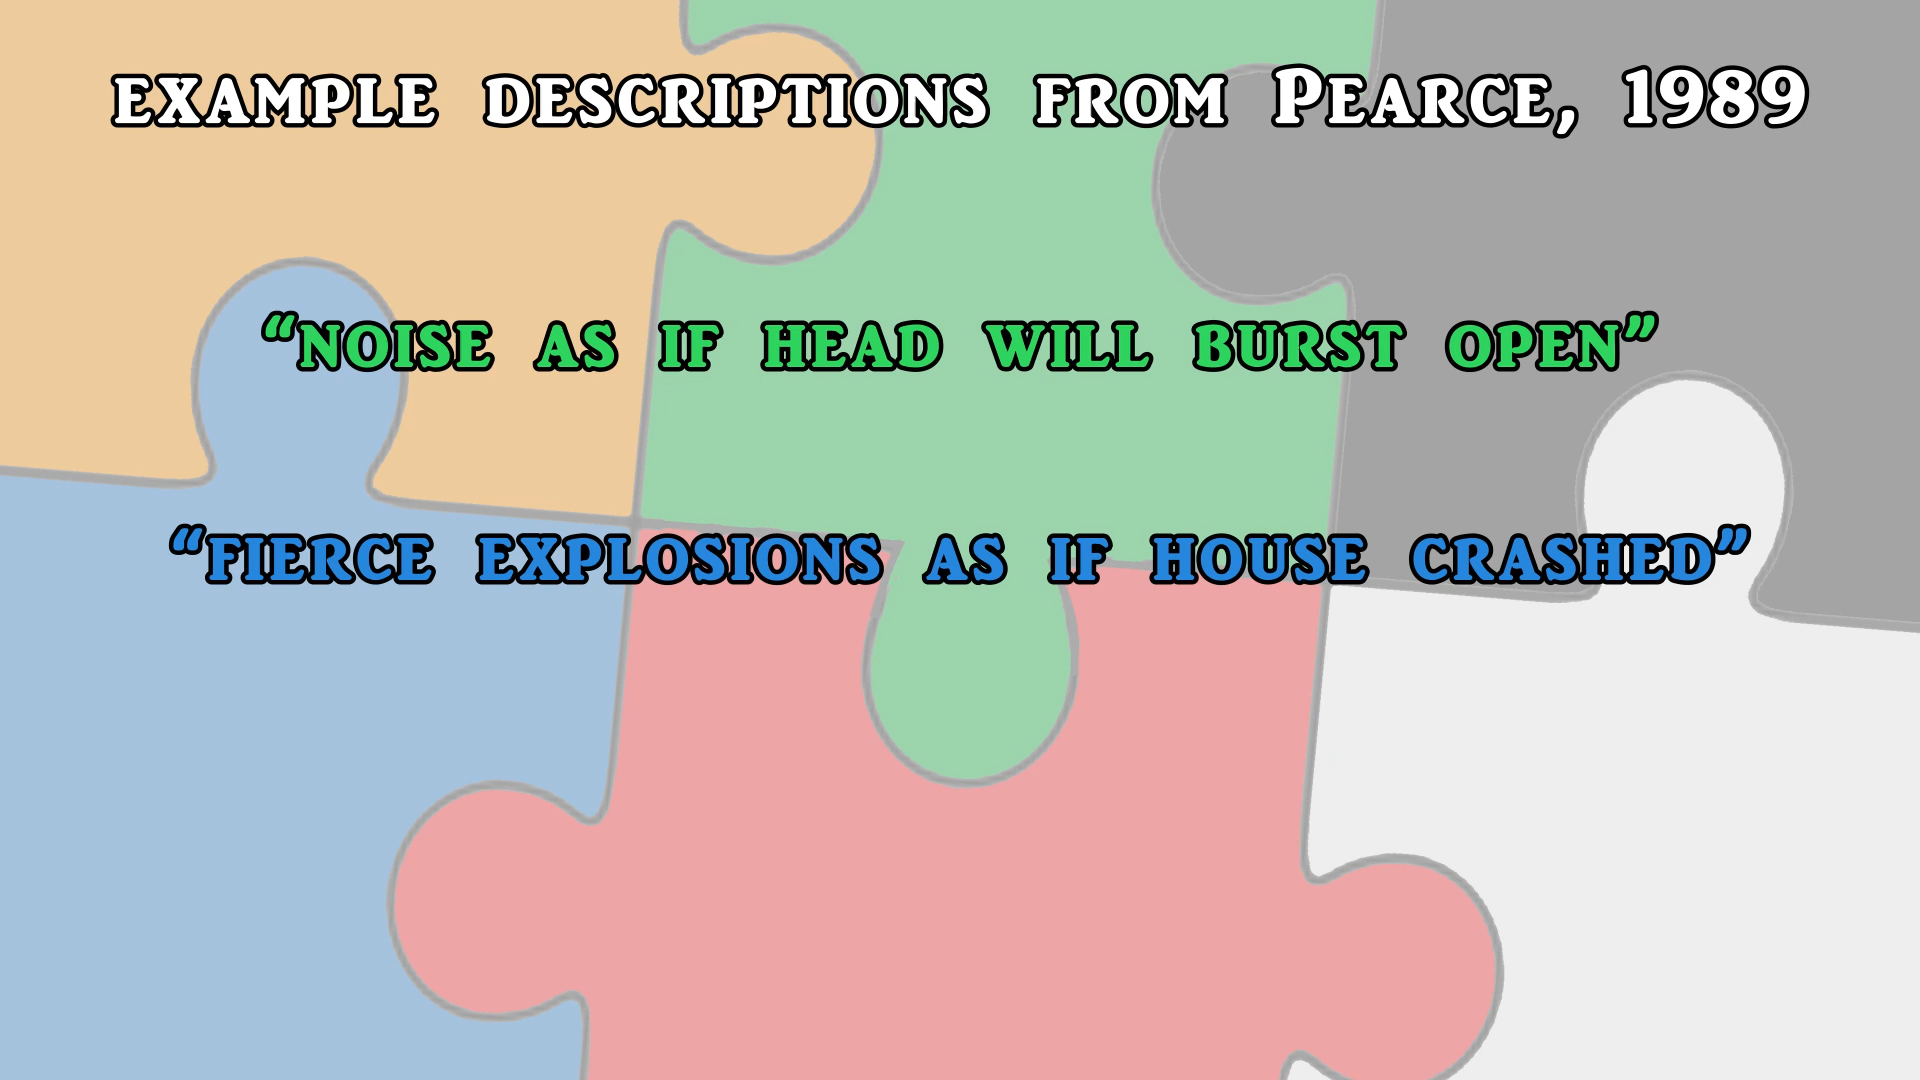 EXAMPLE DESCRIPTIONS FROM PEARCE, 1989
“NOISE AS IF HEAD WILL BURST OPEN”
“FIERCE EXPLOSIONS AS IF HOUSE CRASHED”